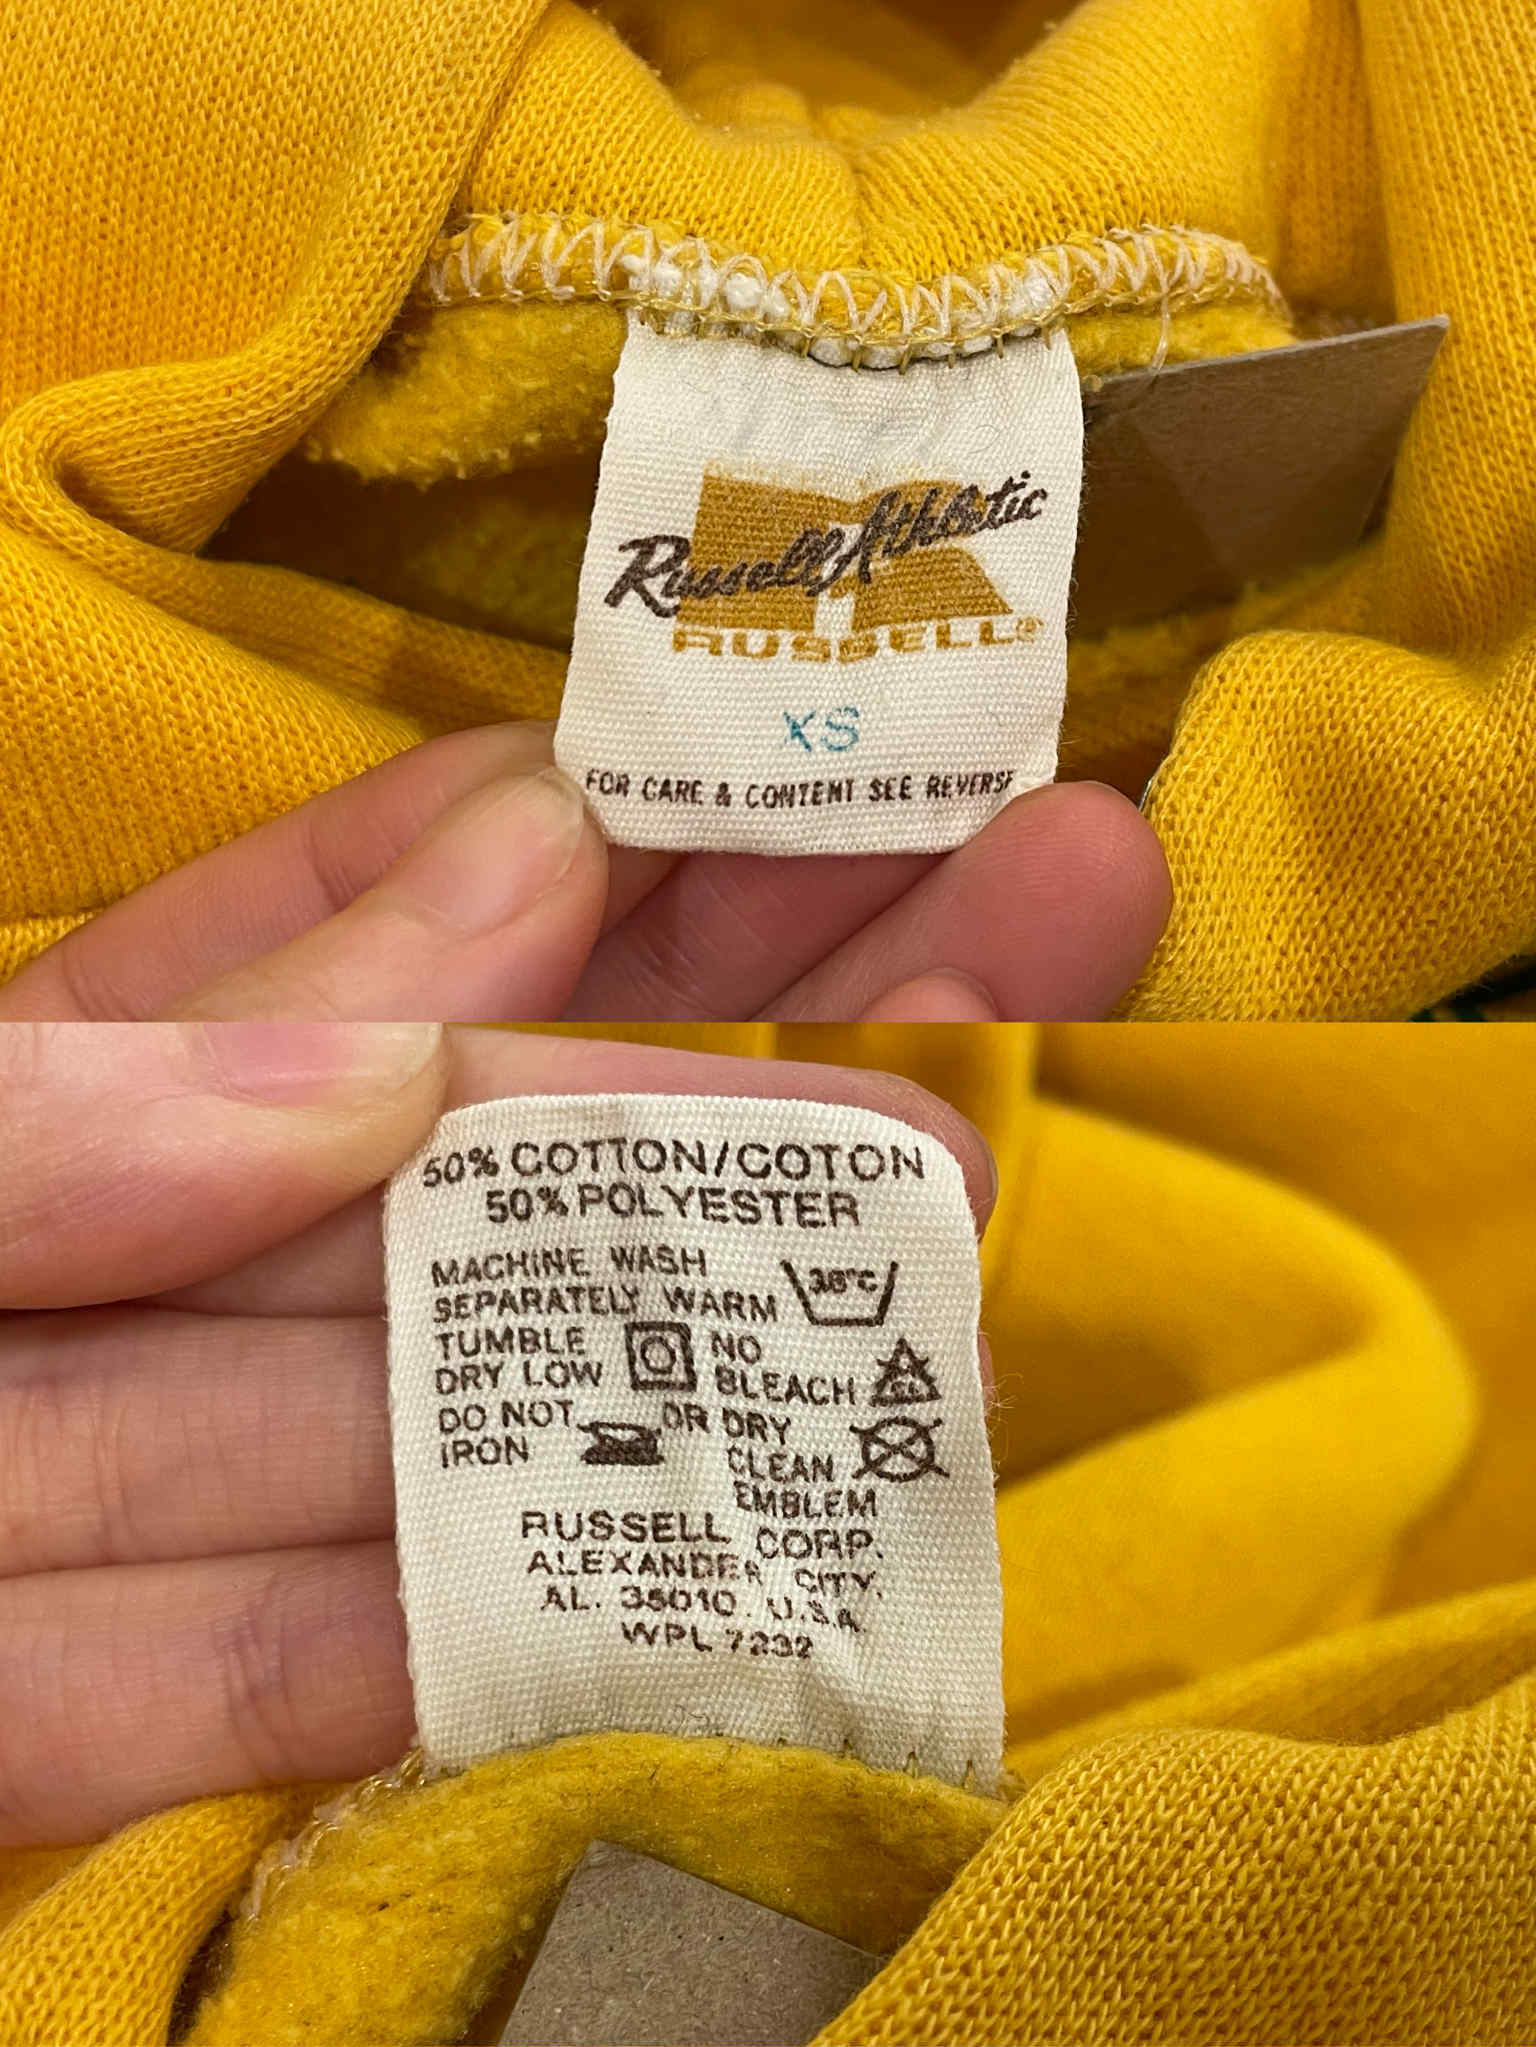 Russell Athletic
RUSSELL®
XS
FOR CARE & CONTENT SEE REVERSE
50% COTTON/COTON
50% POLYESTER
MACHINE WASH
SEPARATELY WARM
38°C
TUMBLE
DRY LOW
NO
BLEACH
CL
DO NOT
IRON
OR DRY
CLEAN
EMBLEM
RUSSELL CORP.
ALEXANDER CITY,
AL. 35010. U.S.A.
WPL 7232